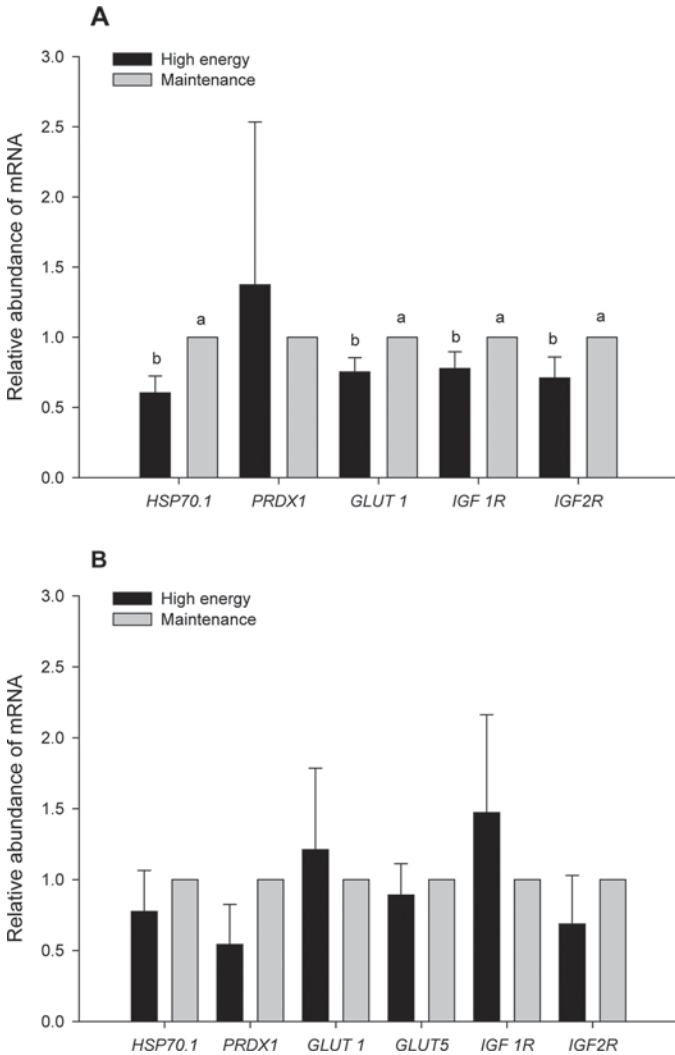 A
Relative abundance of mRNA
3.0
2.5
2.0
1.5
1.0
0.5
0.0
High energy
Maintenance
b a b a b a b a
HSP70.1 PRDX1 GLUT 1 IGF 1R IGF2R
B
Relative abundance of mRNA
3.0
2.5
2.0
1.5
1.0
0.5
0.0
High energy
Maintenance
HSP70.1 PRDX1 GLUT 1 GLUT5 IGF 1R IGF2R